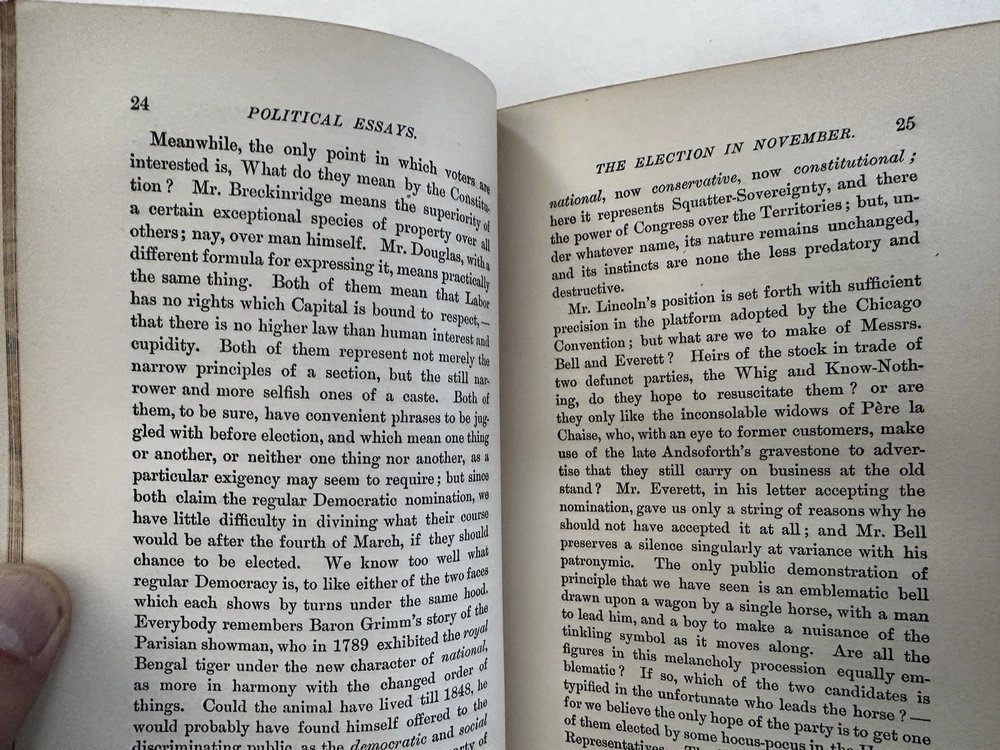 24
POLITICAL ESSAYS.
Meanwhile, the only point in which voters are
interested is, What do they mean by the Constitu-
tion? Mr. Breckinridge means the superiority of
a certain exceptional species of property over all
others; nay, over man himself. Mr. Douglas, with a
different formula for expressing it, means practically
the same thing. Both of them mean that Labor
has no rights which Capital is bound to respect,—
that there is no higher law than human interest and
cupidity. Both of them represent not merely the
narrow principles of a section, but the still nar-
rower and more selfish ones of a caste. Both of
them, to be sure, have convenient phrases to be jug-
gled with before election, and which mean one thing
or another, or neither one thing nor another, as a
particular exigency may seem to require; but since
both claim the regular Democratic nomination, we
have little difficulty in divining what their course
would be after the fourth of March, if they should
chance to be elected. We know too well what
regular Democracy is, to like either of the two faces
which each shows by turns under the same hood.
Everybody remembers Baron Grimm's story of the
Parisian showman, who in 1789 exhibited the royal
Bengal tiger under the new character of national,
as more in harmony with the changed order of
things. Could the animal have lived till 1848, he
would probably have found himself offered to the
discriminating public as the democratic and social
party of
THE ELECTION IN NOVEMBER.
25
national, now conservative, now constitutional;
here it represents Squatter-Sovereignty, and there
the power of Congress over the Territories; but, un-
der whatever name, its nature remains unchanged,
and its instincts are none the less predatory and
destructive.
Mr. Lincoln's position is set forth with sufficient
precision in the platform adopted by the Chicago
Convention; but what are we to make of Messrs.
Bell and Everett? Heirs of the stock in trade of
two defunct parties, the Whig and Know-Noth-
ing, do they hope to resuscitate them? or are
they only like the inconsolable widows of Père la
Chaise, who, with an eye to former customers, make
use of the late Andsoforth's gravestone to adver-
tise that they still carry on business at the old
stand? Mr. Everett, in his letter accepting the
nomination, gave us only a string of reasons why he
should not have accepted it at all; and Mr. Bell
preserves a silence singularly at variance with his
patronymic. The only public demonstration of
principle that we have seen is an emblematic bell
drawn upon a wagon by a single horse, with a man
to lead him, and a boy to make a nuisance of the
tinkling symbol as it moves along. Are all the
figures in this melancholy procession equally em-
blematic? If so, which of the two candidates is
typified in the unfortunate who leads the horse?—
for we believe the only hope of the party is to get one
of them elected by some hocus-pocus in the
Representatives.